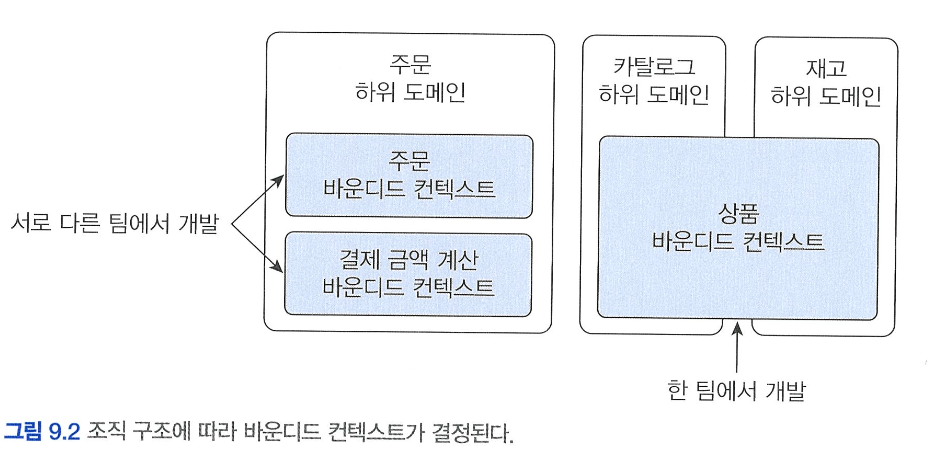 주문
하위 도메인
카탈로그
하위 도메인
재고
하위 도메인
주문
바운디드 컨텍스트
서로 다른 팀에서 개발
결제 금액 계산
바운디드 컨텍스트
상품
바운디드 컨텍스트
한 팀에서 개발
그림 9.2 조직 구조에 따라 바운디드 컨텍스트가 결정된다.